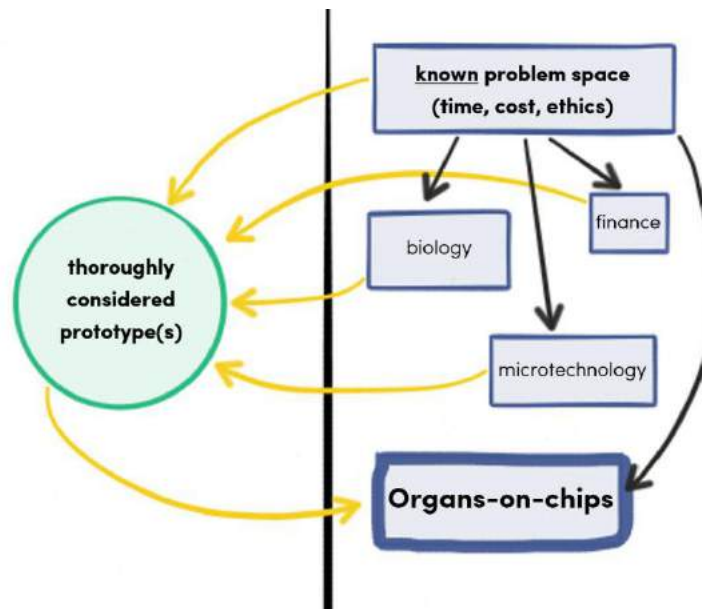 known problem space
(time, cost, ethics)
finance
biology
thoroughly
considered
prototype(s)
microtechnology
Organs-on-chips